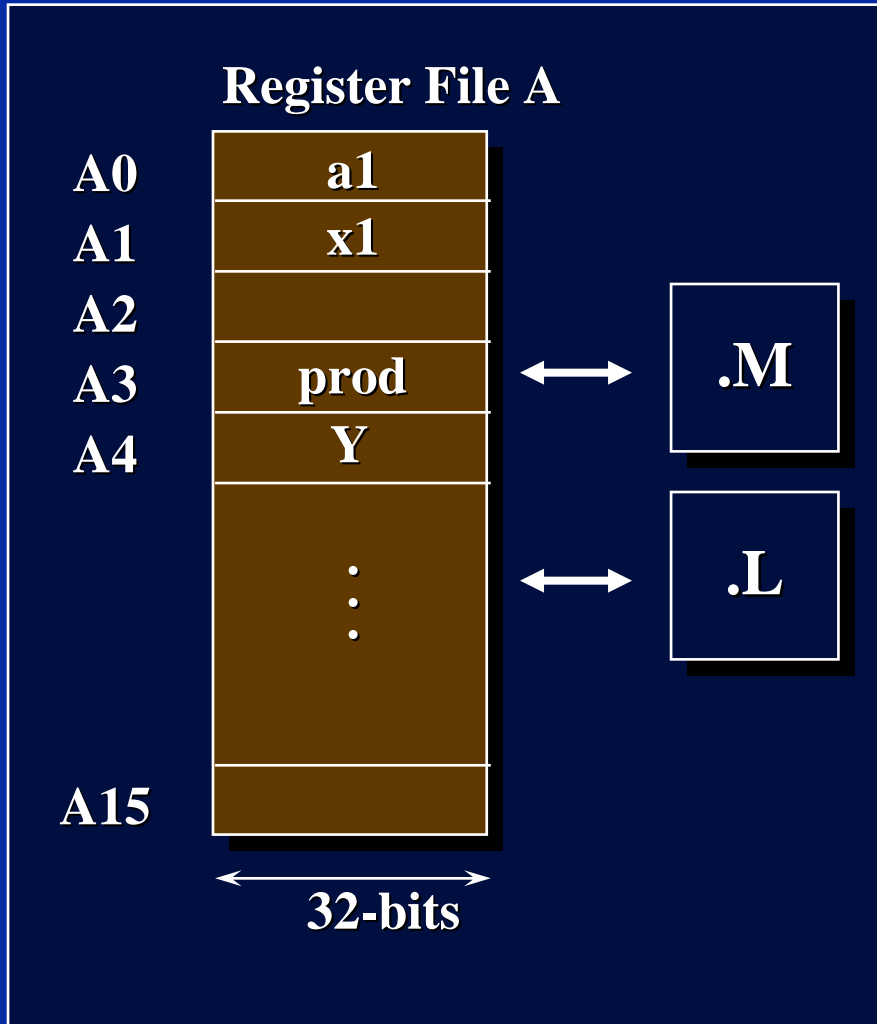 Register File A
A0 a1
A1 x1
A2
A3 prod
A4 Y
.M
.L
A15
32-bits